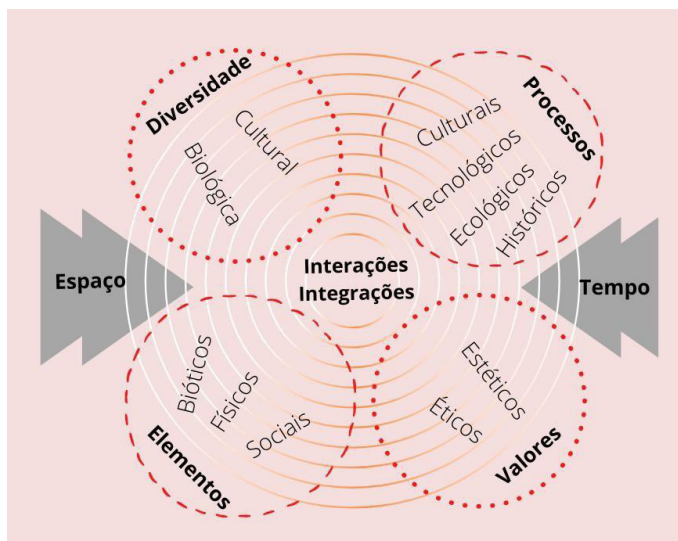 Diversidade
Cultural
Biológica
Processos
Culturais
Tecnológicos
Ecológicos
Históricos
Espaço
Interações
Integrações
Tempo
Bióticos
Físicos
Sociais
Elementos
Estéticos
Éticos
Valores